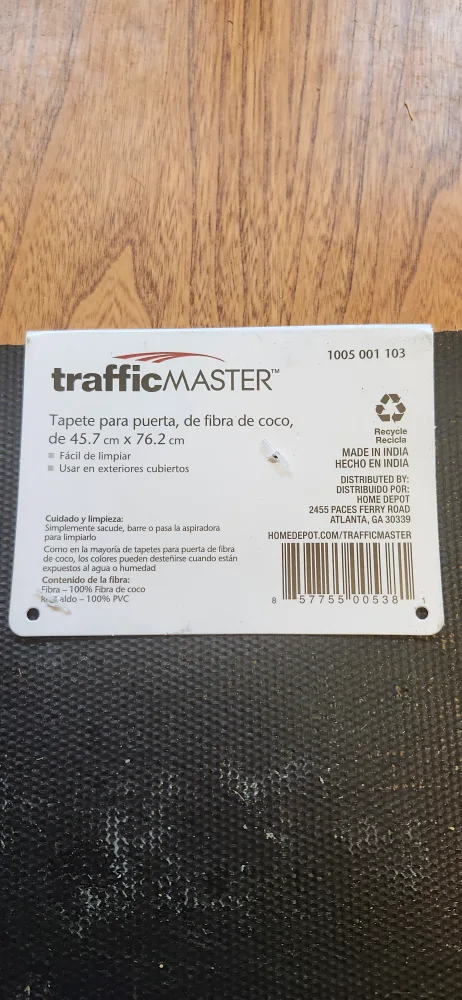 1005 001 103
trafficMASTER™
Tapete para puerta, de fibra de coco,
de 45.7 cm x 76.2 cm
Fácil de limpiar
Usar en exteriores cubiertos
Recycle
Recicla
MADE IN INDIA
HECHO EN INDIA
DISTRIBUTED BY:
DISTRIBUIDO POR:
HOME DEPOT
2455 PACES FERRY ROAD
ATLANTA, GA 30339
HOMEDEPOT.COM/TRAFFICMASTER
Cuidado y limpieza:
Simplemente sacude, barre o pasa la aspiradora
para limpiarlo
Como en la mayoría de tapetes para puerta de fibra
de coco, los colores pueden desteñirse cuando están
expuestos al agua o humedad
Contenido de la fibra:
Fibra – 100% Fibra de coco
– 100% PVC
8 57755 00538 1